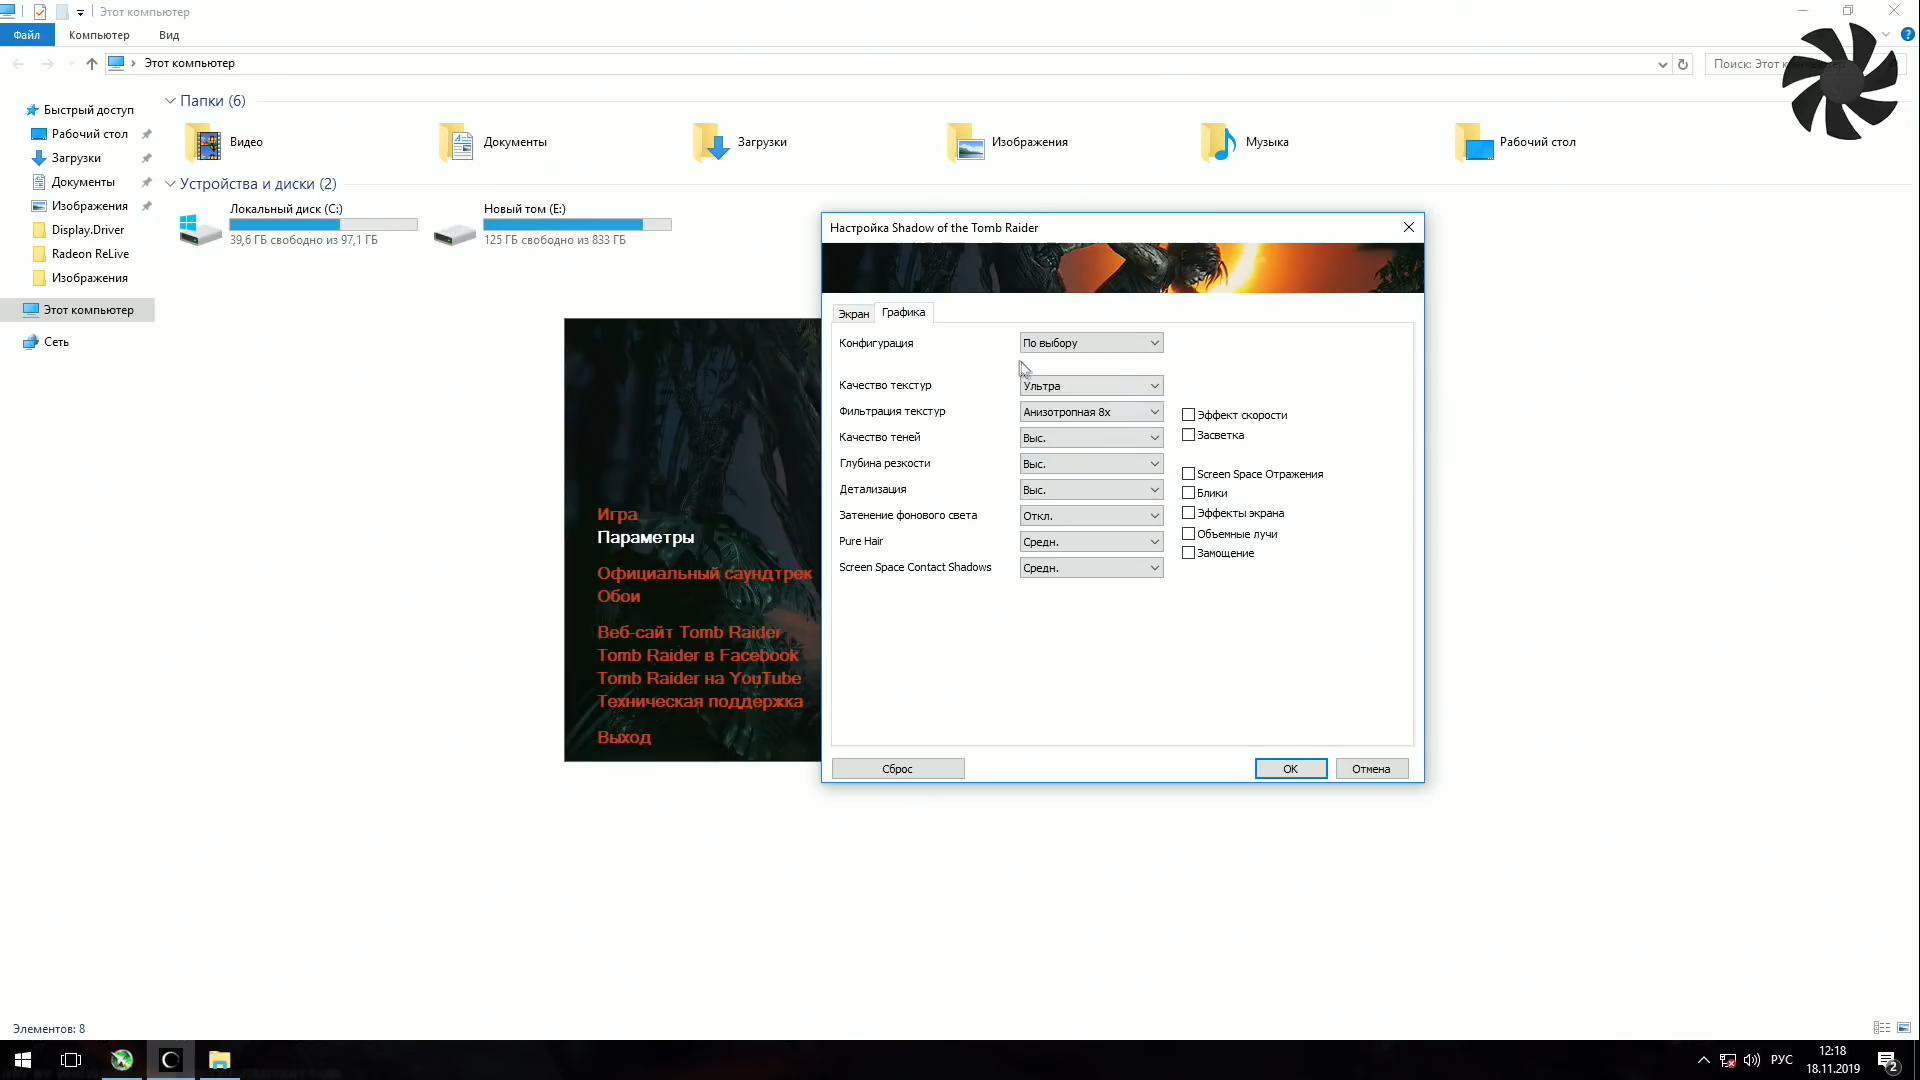 Этот компьютер
Файл
Компьютер
Вид
Этот компьютер
Поиск: Этот компьютер
Быстрый доступ
Рабочий стол
Загрузки
Документы
Изображения
Display.Driver
Radeon ReLive
Изображения
Этот компьютер
Сеть
Папки (6)
Видео
Документы
Загрузки
Изображения
Музыка
Рабочий стол
Устройства и диски (2)
Локальный диск (C:)
39,6 ГБ свободно из 97,1 ГБ
Новый том (E:)
125 ГБ свободно из 833 ГБ
Игра
Параметры
Официальный саундтрек
Обои
Веб-сайт Tomb Raider
Tomb Raider в Facebook
Tomb Raider на YouTube
Техническая поддержка
Выход
Настройка Shadow of the Tomb Raider
Экран
Графика
Конфигурация
По выбору
Качество текстур
Ультра
Фильтрация текстур
Анизотропная 8x
Качество теней
Выс.
Глубина резкости
Выс.
Детализация
Выс.
Затенение фонового света
Откл.
Pure Hair
Средн.
Screen Space Contact Shadows
Средн.
Эффект скорости
Засветка
Screen Space Отражения
Блики
Эффекты экрана
Объемные лучи
Замощение
Сброс
OK
Отмена
Элементов: 8
РУС
12:18
18.11.2019
2